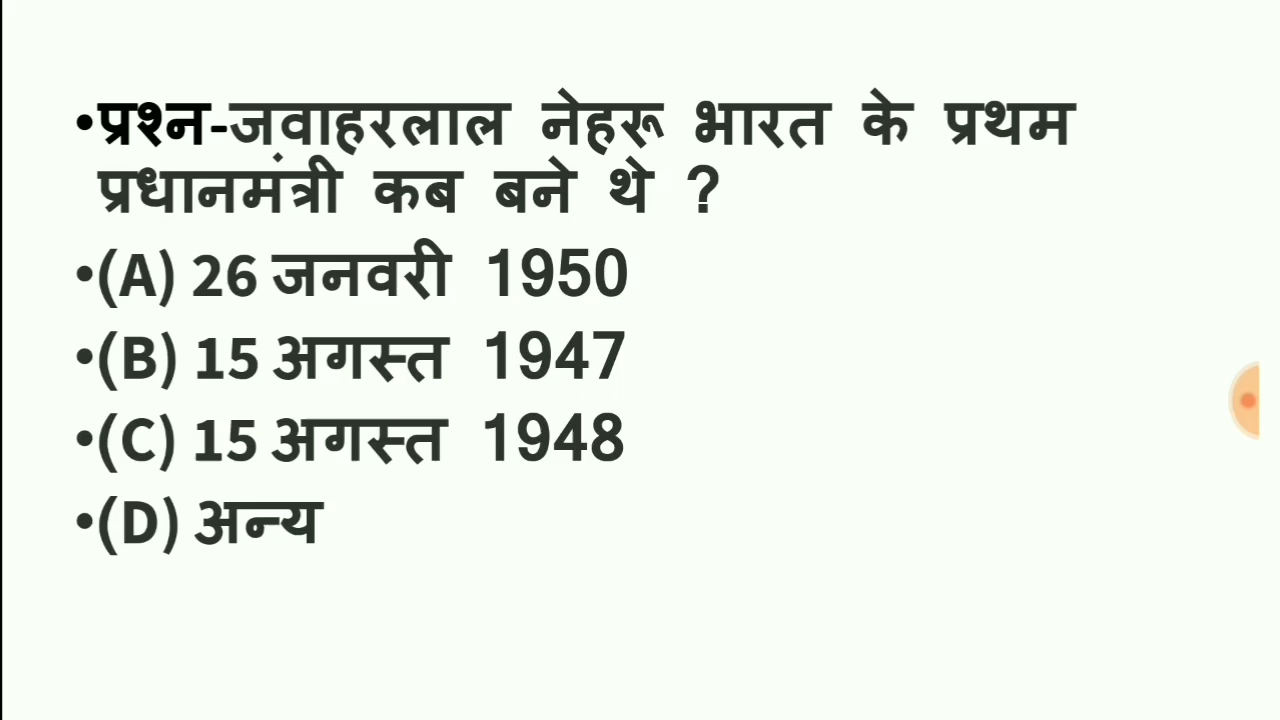 •प्रश्न-जवाहरलाल नेहरू भारत के प्रथम
प्रधानमंत्री कब बने थे ?
•(A) 26 जनवरी 1950
•(B) 15 अगस्त 1947
•(C) 15 अगस्त 1948
•(D) अन्य